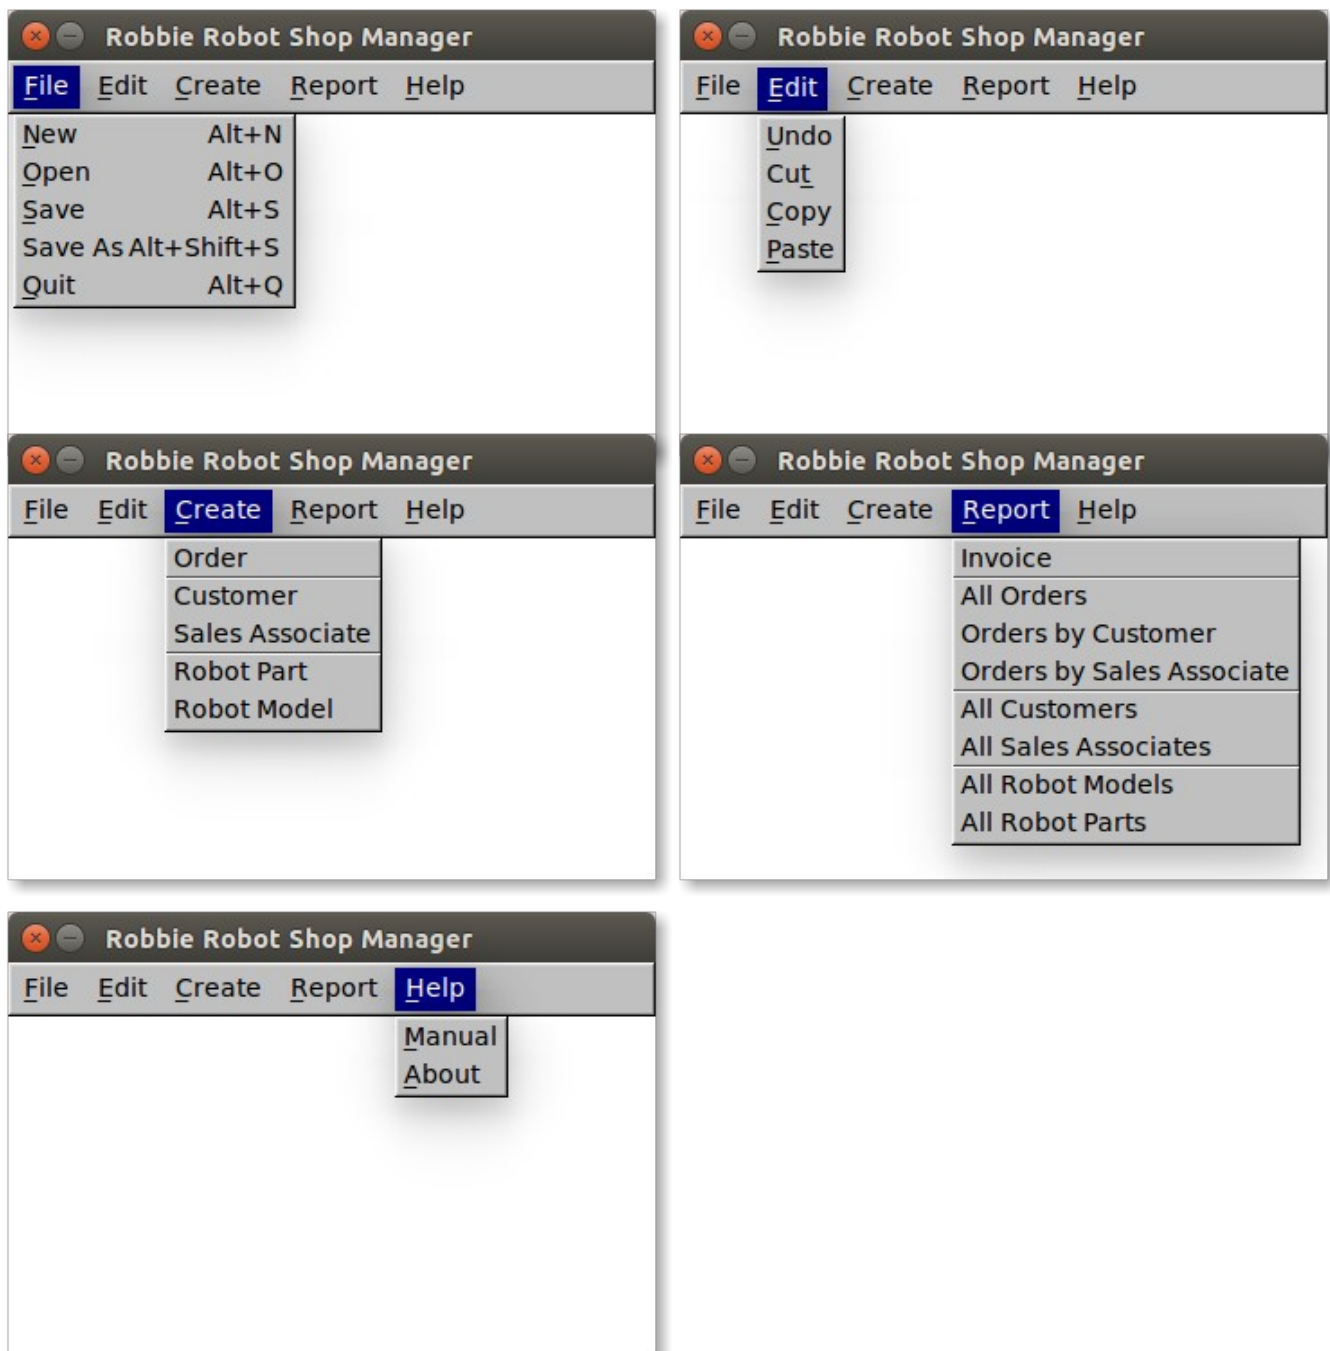 Robbie Robot Shop Manager
File Edit Create Report Help
New Alt+N
Open Alt+O
Save Alt+S
Save As Alt+Shift+S
Quit Alt+Q
Robbie Robot Shop Manager
File Edit Create Report Help
Undo
Cut
Copy
Paste
Robbie Robot Shop Manager
File Edit Create Report Help
Order
Customer
Sales Associate
Robot Part
Robot Model
Robbie Robot Shop Manager
File Edit Create Report Help
Invoice
All Orders
Orders by Customer
Orders by Sales Associate
All Customers
All Sales Associates
All Robot Models
All Robot Parts
Robbie Robot Shop Manager
File Edit Create Report Help
Manual
About